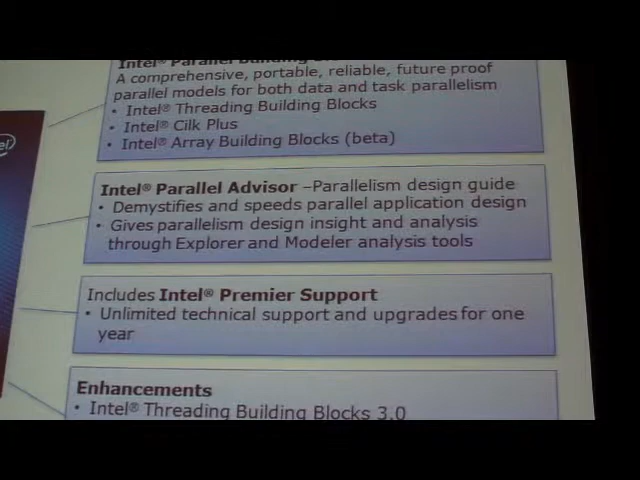 Intel® Parallel Building
A comprehensive, portable, reliable, future proof
parallel models for both data and task parallelism
• Intel® Threading Building Blocks
• Intel® Cilk Plus
• Intel® Array Building Blocks (beta)
Intel® Parallel Advisor –Parallelism design guide
• Demystifies and speeds parallel application design
• Gives parallelism design insight and analysis
through Explorer and Modeler analysis tools
Includes Intel® Premier Support
• Unlimited technical support and upgrades for one
year
Enhancements
• Intel® Threading Building Blocks 3.0